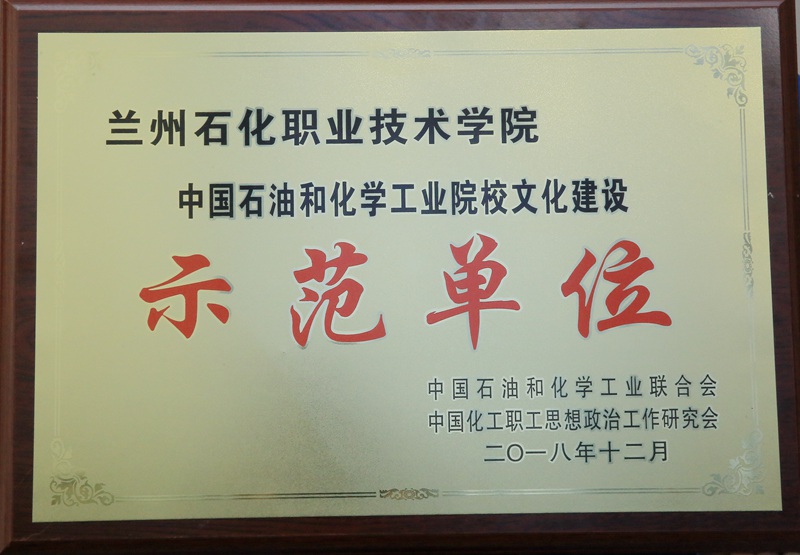 兰州石化职业技术学院
中国石油和化学工业院校文化建设
示范单位
中国石油和化学工业联合会
中国化工职工思想政治工作研究会
二〇一八年十二月